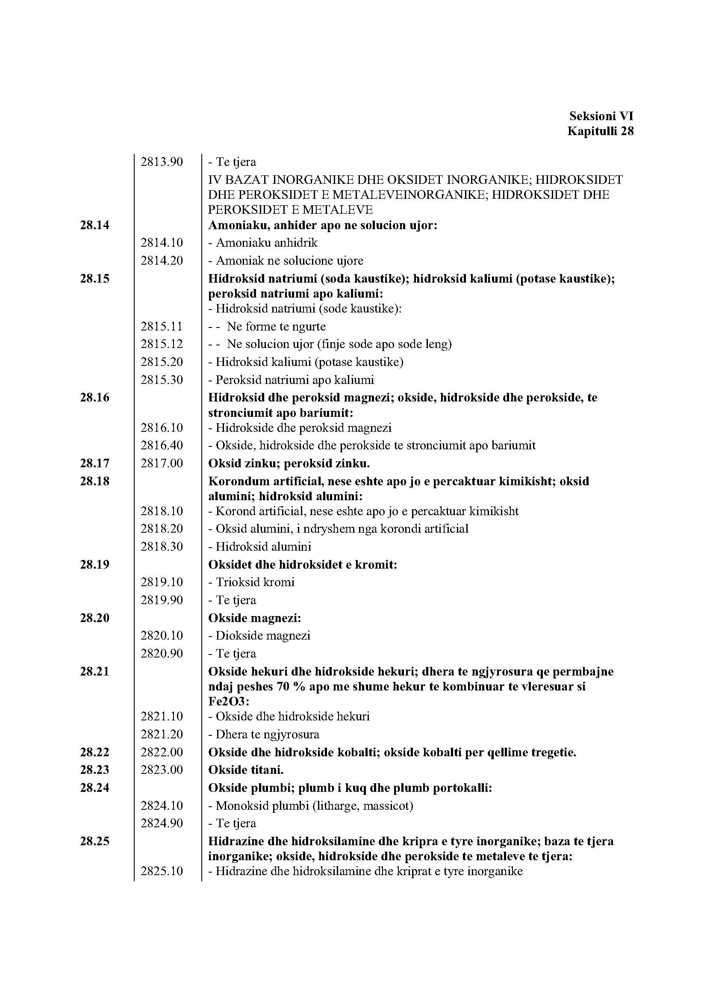 Seksioni VI
Kapitulli 28
2813.90 - Te tjera
IV BAZAT INORGANIKE DHE OKSIDET INORGANIKE; HIDROKSIDET
DHE PEROKSIDET E METALEVEINORGANIKE; HIDROKSIDET DHE
PEROKSIDET E METALEVE
28.14 Amoniaku, anhider apo ne solucion ujor:
2814.10 - Amoniaku anhidrik
2814.20 - Amoniak ne solucione ujore
28.15 Hidroksid natriumi (soda kaustike); hidroksid kaliumi (potase kaustike);
peroksid natriumi apo kaliumi:
- Hidroksid natriumi (sode kaustike):
2815.11 - - Ne forme te ngurte
2815.12 - - Ne solucion ujor (finje sode apo sode leng)
2815.20 - Hidroksid kaliumi (potase kaustike)
2815.30 - Peroksid natriumi apo kaliumi
28.16 Hidroksid dhe peroksid magnezi; okside, hidrokside dhe perokside, te
stronciumit apo bariumit:
2816.10 - Hidrokside dhe peroksid magnezi
2816.40 - Okside, hidrokside dhe perokside te stronciumit apo bariumit
28.17 2817.00 Oksid zinku; peroksid zinku.
28.18 Korondum artificial, nese eshte apo jo e percaktuar kimikisht; oksid
alumini; hidroksid alumini:
2818.10 - Korond artificial, nese eshte apo jo e percaktuar kimikisht
2818.20 - Oksid alumini, i ndryshem nga korondi artificial
2818.30 - Hidroksid alumini
28.19 Oksidet dhe hidroksidet e kromit:
2819.10 - Trioksid kromi
2819.90 - Te tjera
28.20 Okside magnezi:
2820.10 - Diokside magnezi
2820.90 - Te tjera
28.21 Okside hekuri dhe hidrokside hekuri; dhera te ngjyrosura qe permbajne
ndaj peshes 70 % apo me shume hekur te kombinuar te vleresuar si
Fe2O3:
2821.10 - Okside dhe hidrokside hekuri
2821.20 - Dhera te ngjyrosura
28.22 2822.00 Okside dhe hidrokside kobalti; okside kobalti per qellime tregetie.
28.23 2823.00 Okside titani.
28.24 Okside plumbi; plumb i kuq dhe plumb portokalli:
2824.10 - Monoksid plumbi (litharge, massicot)
2824.90 - Te tjera
28.25 Hidrazine dhe hidroksilamine dhe kripra e tyre inorganike; baza te tjera
inorganike; okside, hidrokside dhe perokside te metaleve te tjera:
2825.10 - Hidrazine dhe hidroksilamine dhe kriprat e tyre inorganike